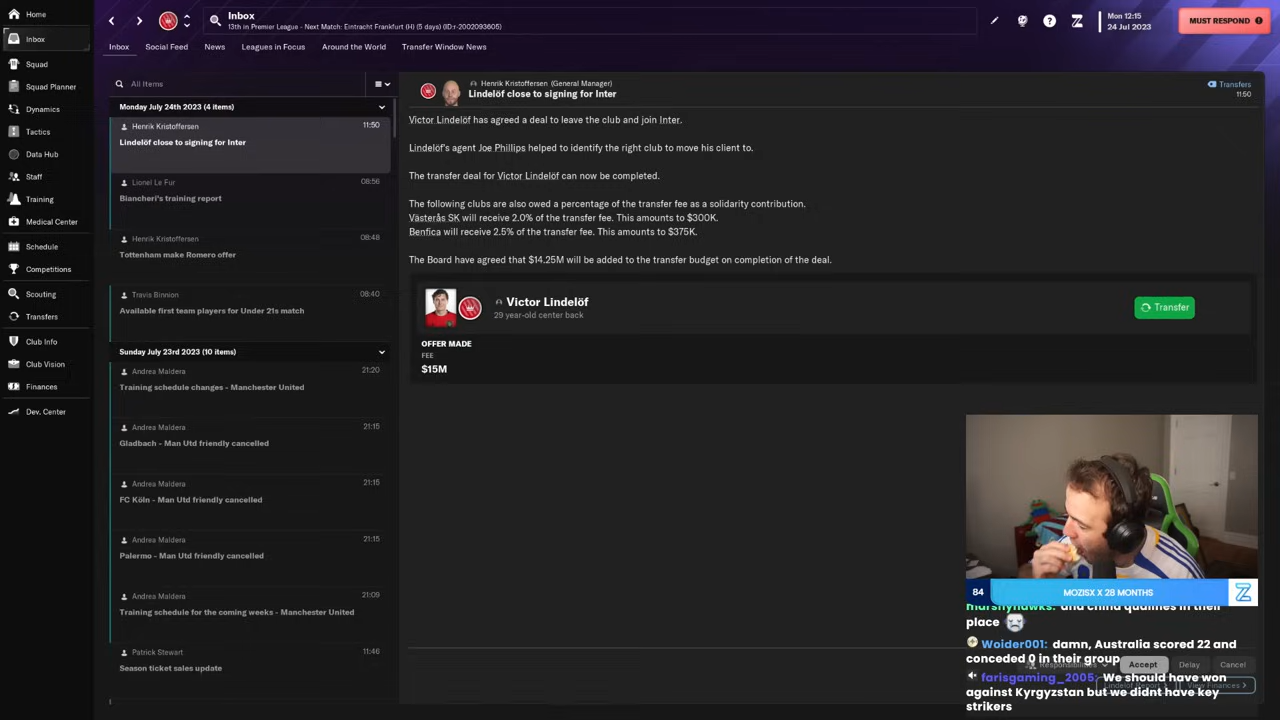 Home
Inbox
Squad
Squad Planner
Dynamics
Tactics
Data Hub
Staff
Training
Medical Center
Schedule
Competitions
Scouting
Transfers
Club Info
Club Vision
Finances
Dev. Center
Inbox
13th in Premier League - Next Match: Eintracht Frankfurt (H) (5 days) (ID:r-2002093605)
Mon 12:15
24 Jul 2023
MUST RESPOND
Inbox
Social Feed
News
Leagues in Focus
Around the World
Transfer Window News
All Items
Monday July 24th 2023 (4 items)
Henrik Kristoffersen 11:50
Lindelöf close to signing for Inter
Lionel Le Fur 08:56
Biancheri's training report
Henrik Kristoffersen 08:48
Tottenham make Romero offer
Travis Binnion 08:40
Available first team players for Under 21s match
Sunday July 23rd 2023 (10 items)
Andrea Maldera 21:20
Training schedule changes - Manchester United
Andrea Maldera 21:15
Gladbach - Man Utd friendly cancelled
Andrea Maldera 21:15
FC Köln - Man Utd friendly cancelled
Andrea Maldera 21:15
Palermo - Man Utd friendly cancelled
Andrea Maldera 21:09
Training schedule for the coming weeks - Manchester United
Patrick Stewart 11:46
Season ticket sales update
Henrik Kristoffersen (General Manager)
Lindelöf close to signing for Inter
Transfers
11:50
Victor Lindelöf has agreed a deal to leave the club and join Inter.
Lindelöf's agent Joe Phillips helped to identify the right club to move his client to.
The transfer deal for Victor Lindelöf can now be completed.
The following clubs are also owed a percentage of the transfer fee as a solidarity contribution.
Västerås SK will receive 2.0% of the transfer fee. This amounts to $300K.
Benfica will receive 2.5% of the transfer fee. This amounts to $375K.
The Board have agreed that $14.25M will be added to the transfer budget on completion of the deal.
Victor Lindelöf
29 year-old center back
Transfer
OFFER MADE
FEE
$15M
84 MOZISX X 28 MONTHS
marshyhawks: and china qualifies in their
place
Woider001: damn, Australia scored 22 and
conceded 0 in their group
farisgaming_2005: We should have won
against Kyrgyzstan but we didnt have key
strikers
Responsibilities
Accept
Delay
Cancel
Lindelöf Report
View Finances